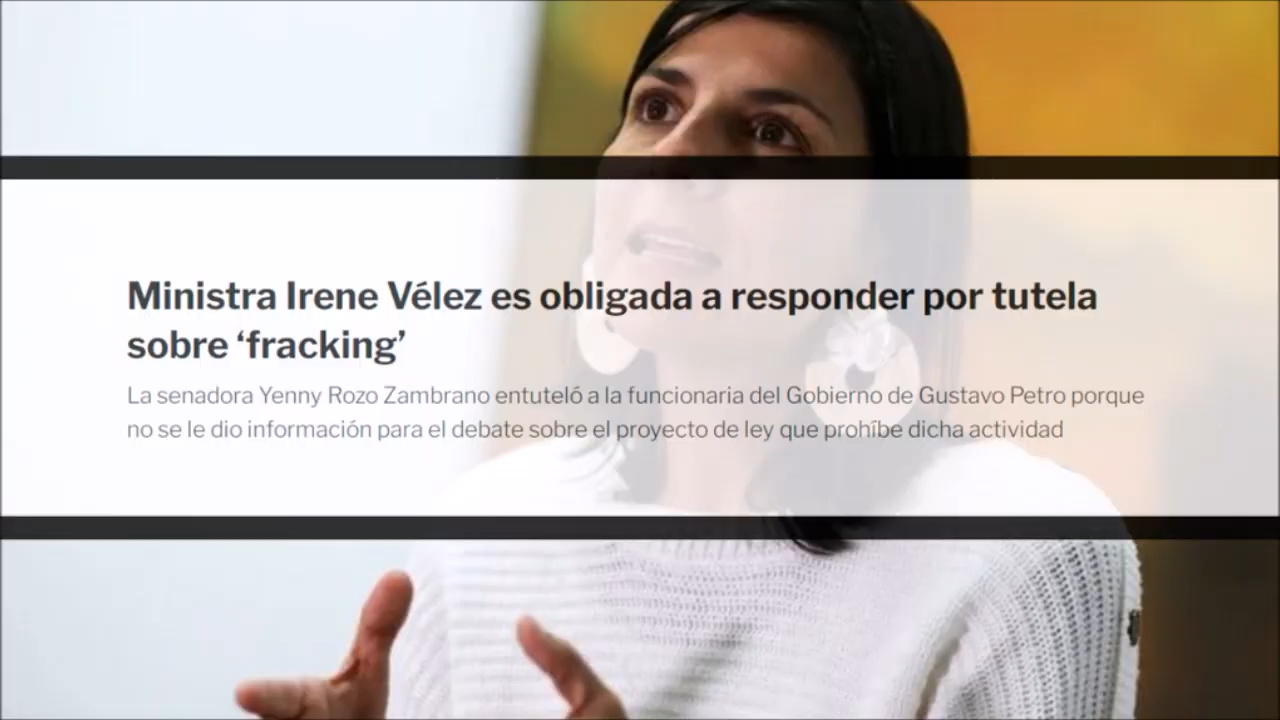 Ministra Irene Vélez es obligada a responder por tutela
sobre ‘fracking’
La senadora Yenny Rozo Zambrano entuteló a la funcionaria del Gobierno de Gustavo Petro porque
no se le dio información para el debate sobre el proyecto de ley que prohíbe dicha actividad